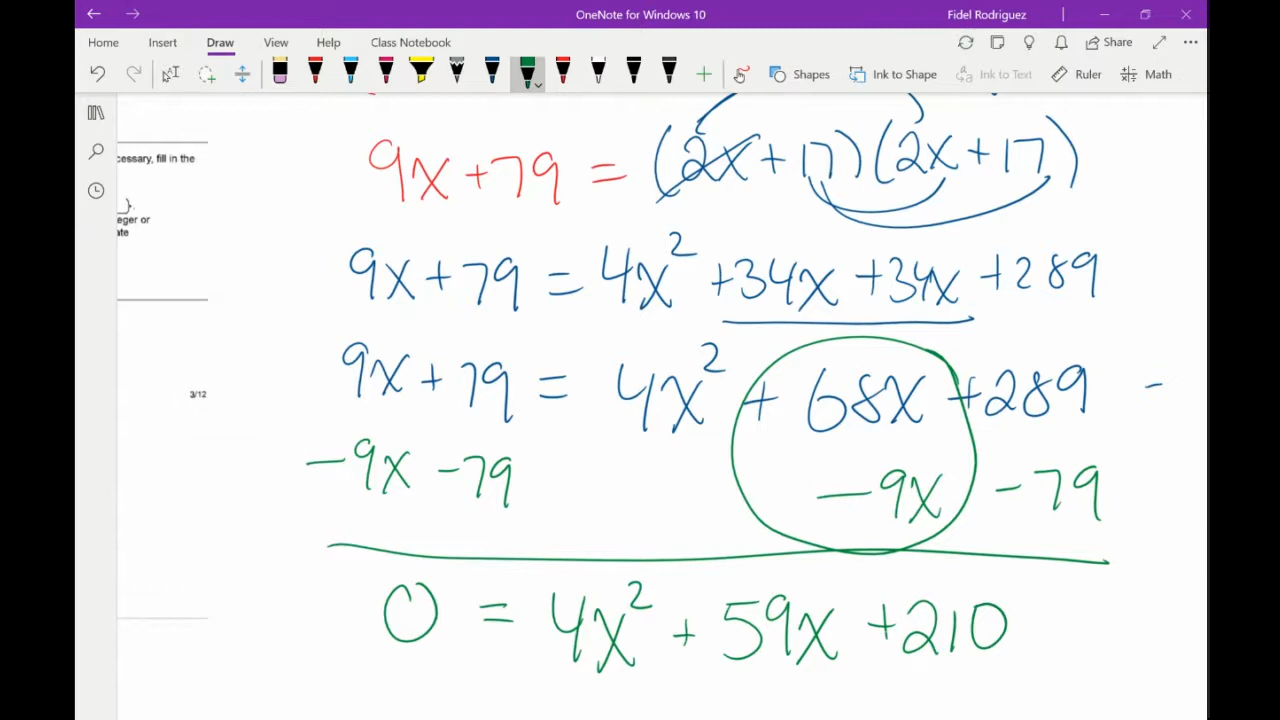 OneNote for Windows 10
Fidel Rodriguez
Home Insert Draw View Help Class Notebook
Share
Shapes Ink to Shape Ink to Text Ruler Math
cessary, fill in the
}.
eger or
ate
3/12
9x+79 = (2x+17)(2x+17)
9x+79 = 4x² +34x +34x +289
9x+79 = 4x² + 68x +289 -
-9x -79 -9x -79
0 = 4x² + 59x +210